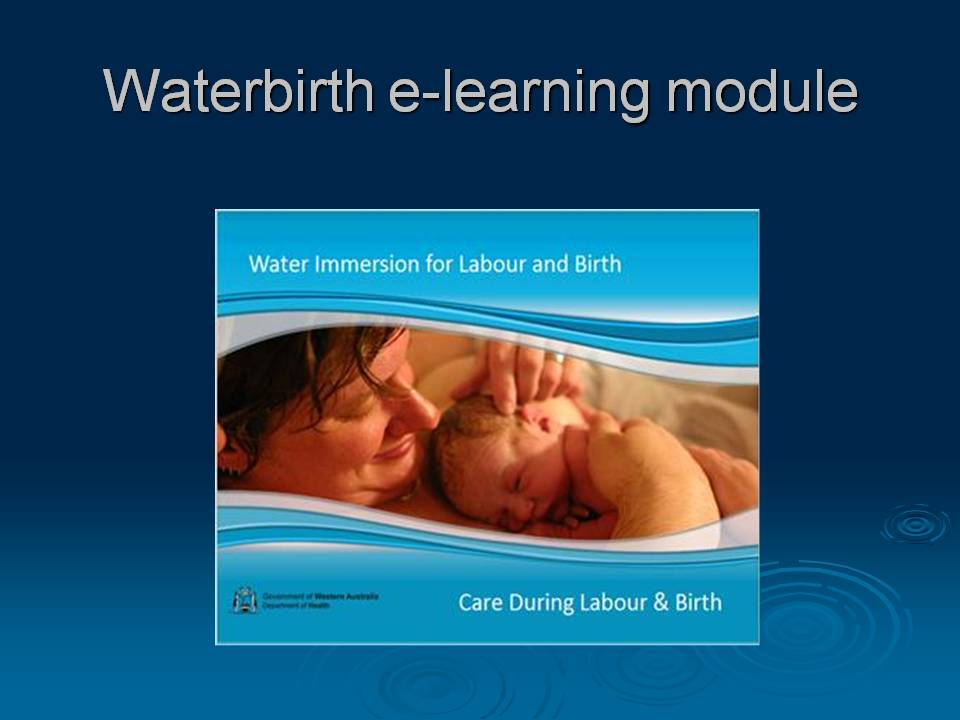 Waterbirth e-learning module
Water Immersion for Labour and Birth
Government of Western Australia
Department of Health
Care During Labour & Birth